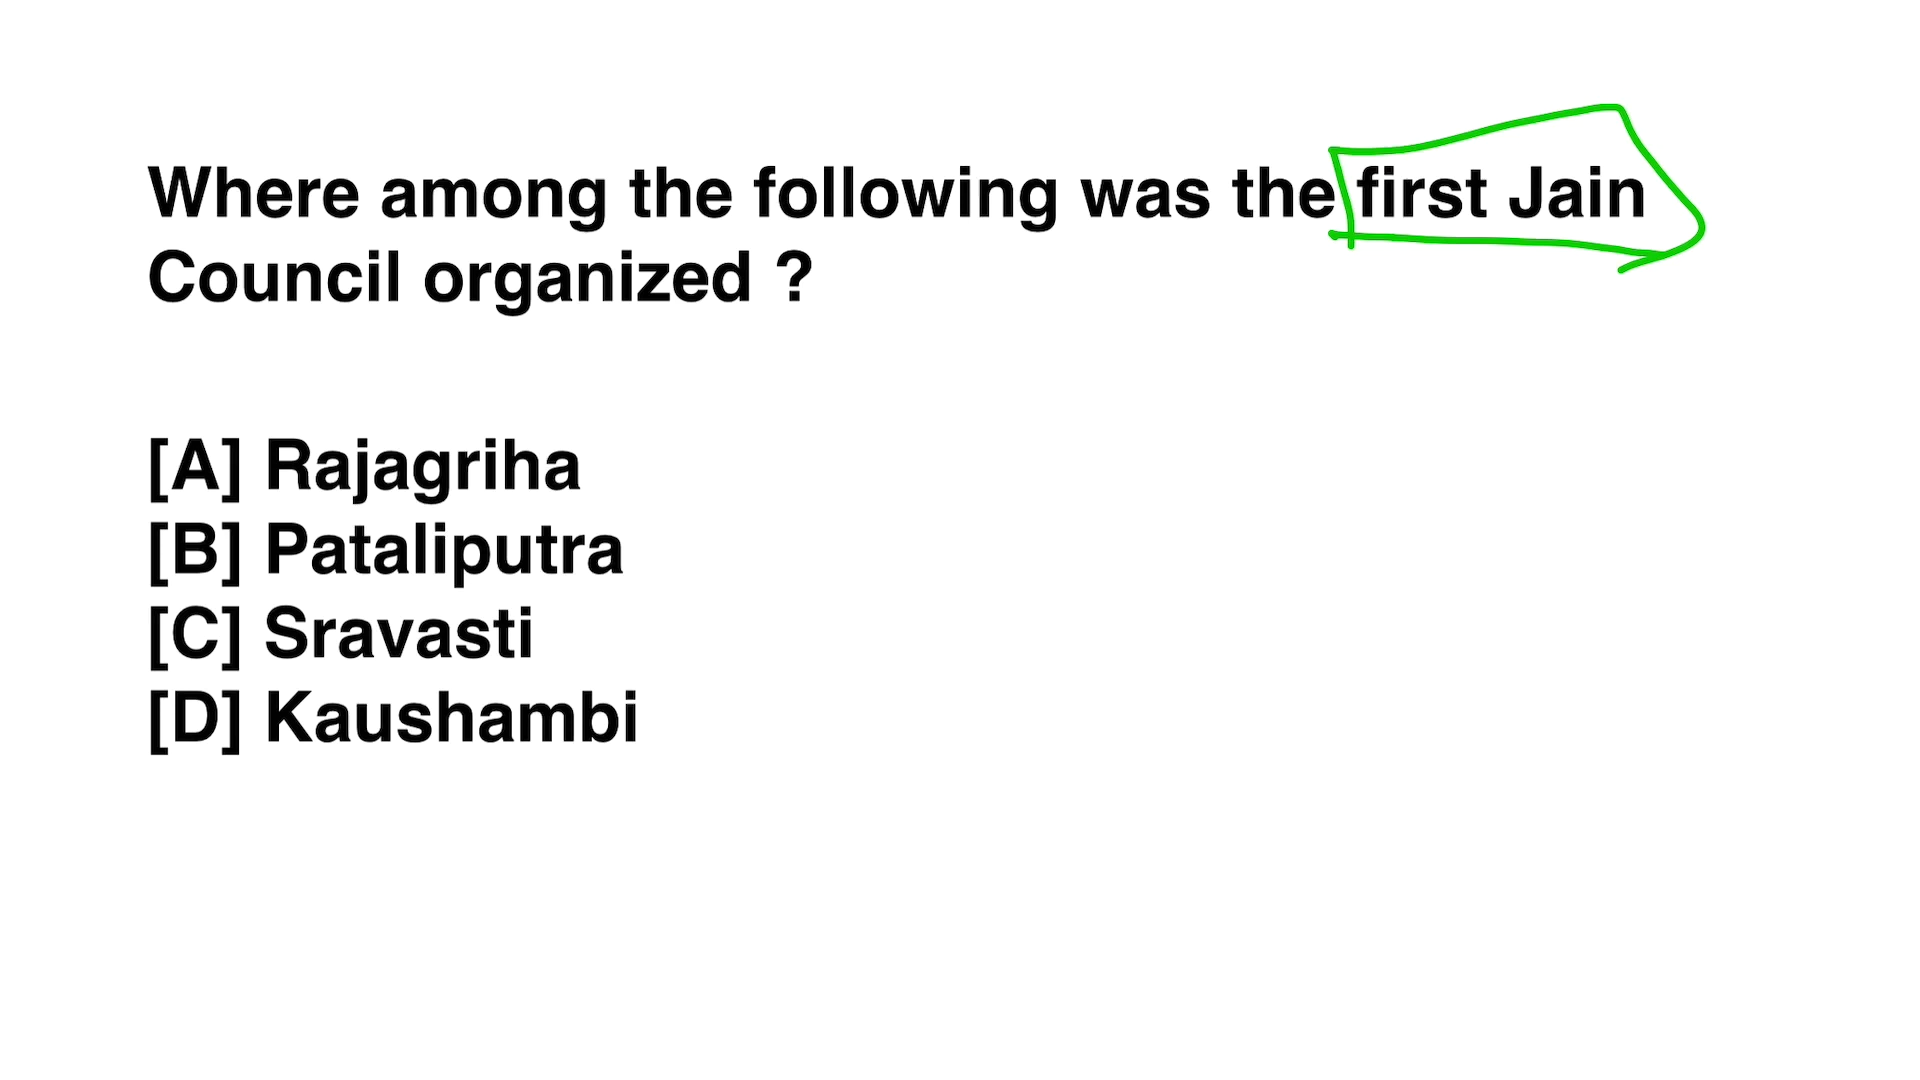 Where among the following was the first Jain
Council organized ?
[A] Rajagriha
[B] Pataliputra
[C] Sravasti
[D] Kaushambi